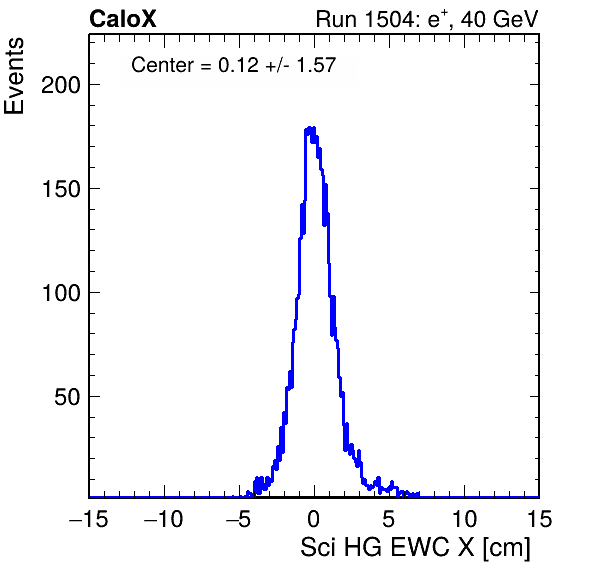 CaloX Run 1504: e⁺, 40 GeV
Events
Center = 0.12 +/- 1.57
200
150
100
50
−15 −10 −5 0 5 10 15
Sci HG EWC X [cm]